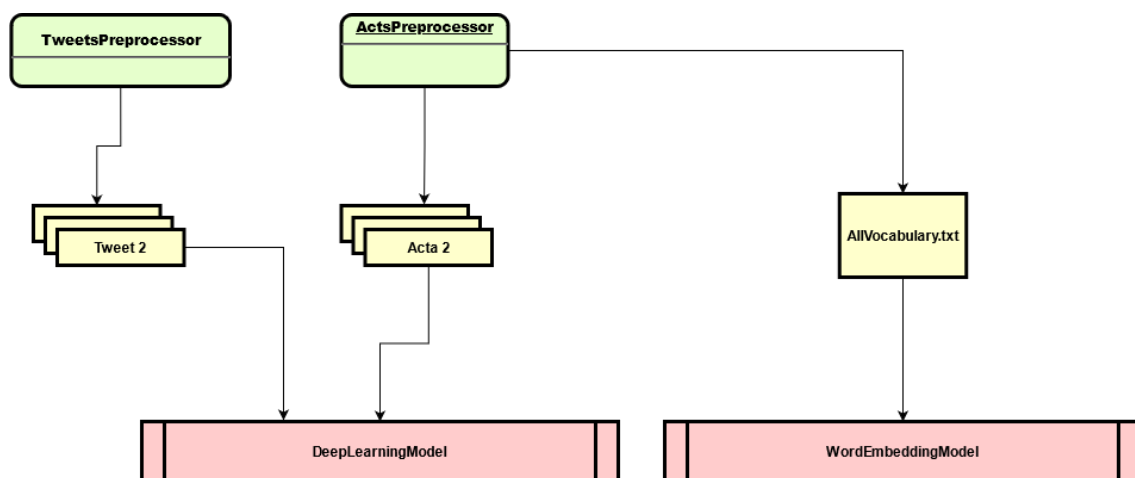 TweetsPreprocessor
ActsPreprocessor
Tweet 2
Acta 2
AllVocabulary.txt
DeepLearningModel
WordEmbeddingModel